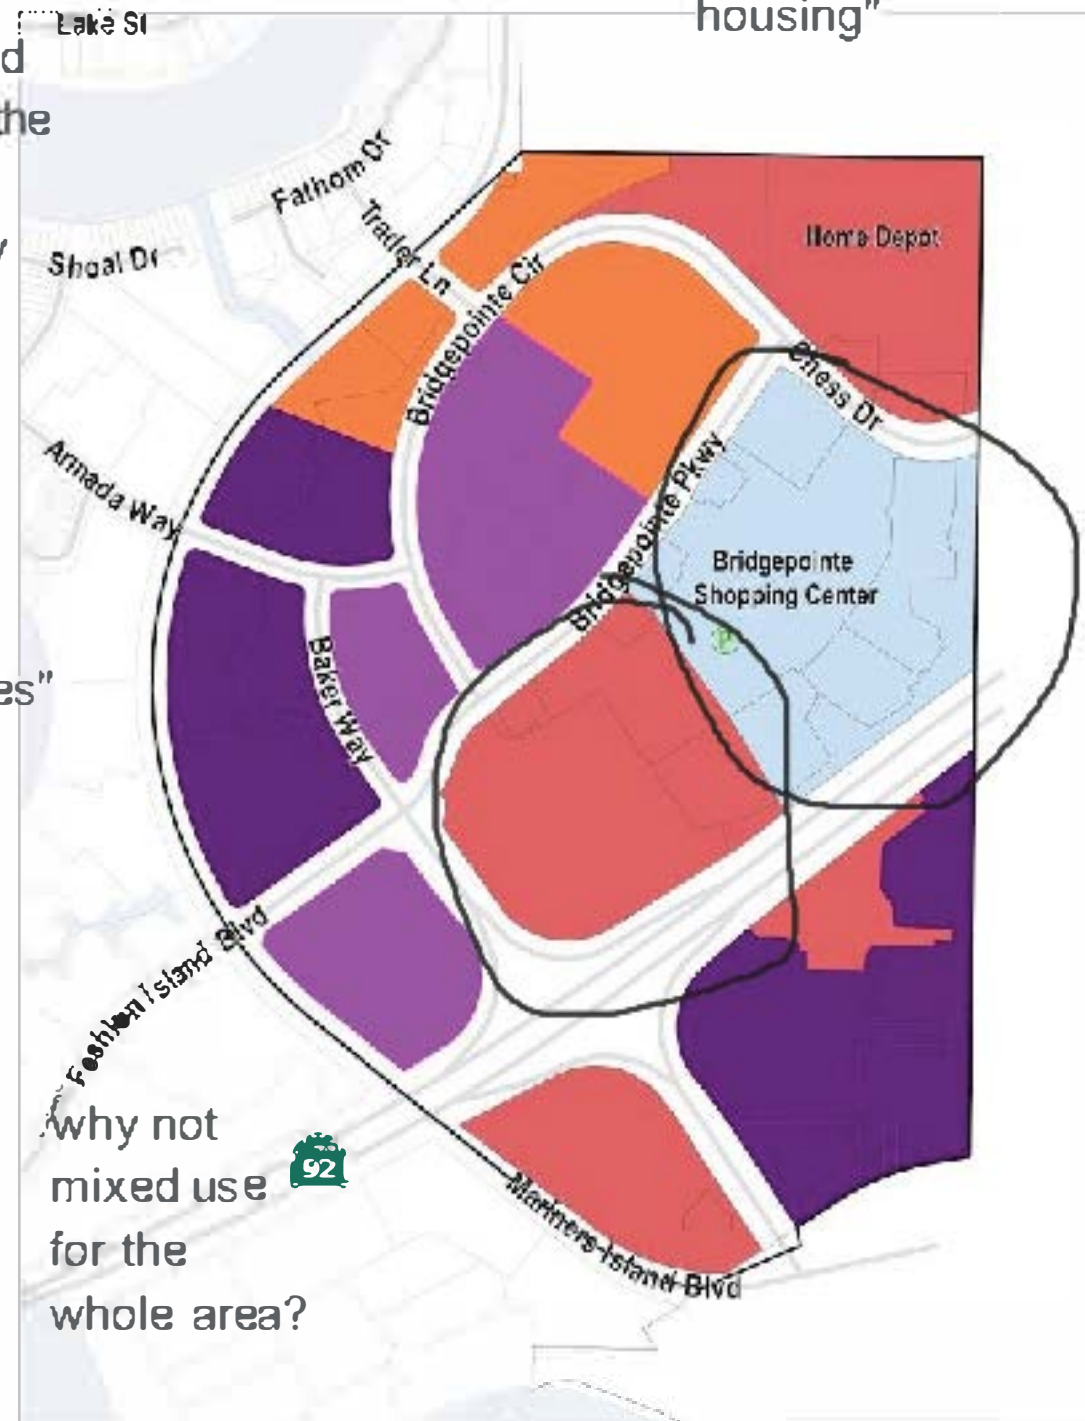 housing"
Lake St
d
the
y
Fathom Dr
Trader Ln
Shoal Dr
Home Depot
Bridgepointe Cir
Chess Dr
Armada Way
Bridgepointe Pkwy
Bridgepointe
Shopping Center
P
Baker Way
es"
Fashion Island Blvd
why not
mixed use
for the
whole area?
92
Mariners Island Blvd